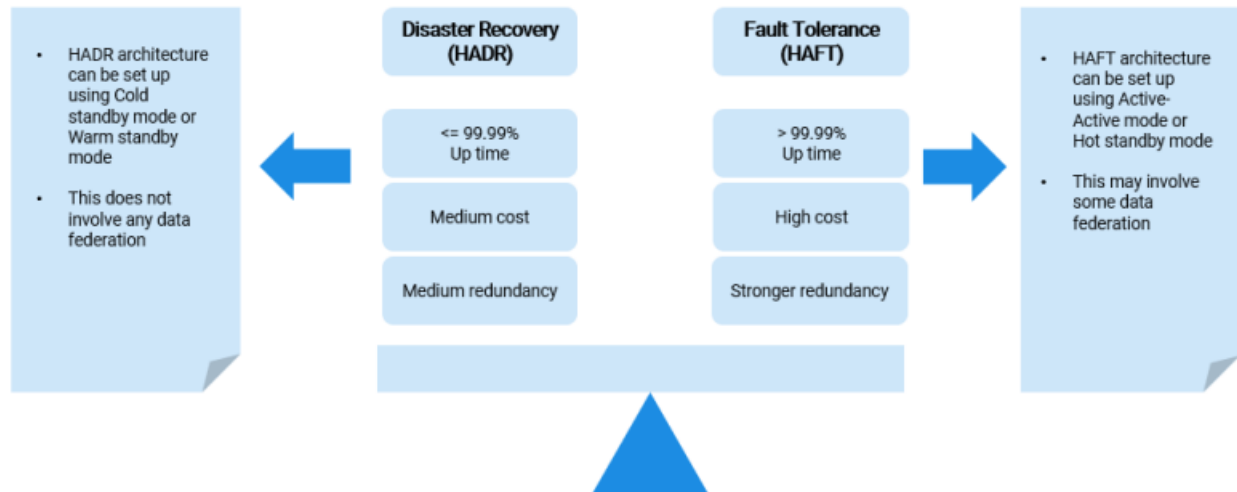 • HADR architecture
can be set up
using Cold
standby mode or
Warm standby
mode
• This does not
involve any data
federation
Disaster Recovery
(HADR)
<= 99.99%
Up time
Medium cost
Medium redundancy
Fault Tolerance
(HAFT)
> 99.99%
Up time
High cost
Stronger redundancy
• HAFT architecture
can be set up
using Active-
Active mode or
Hot standby mode
• This may involve
some data
federation